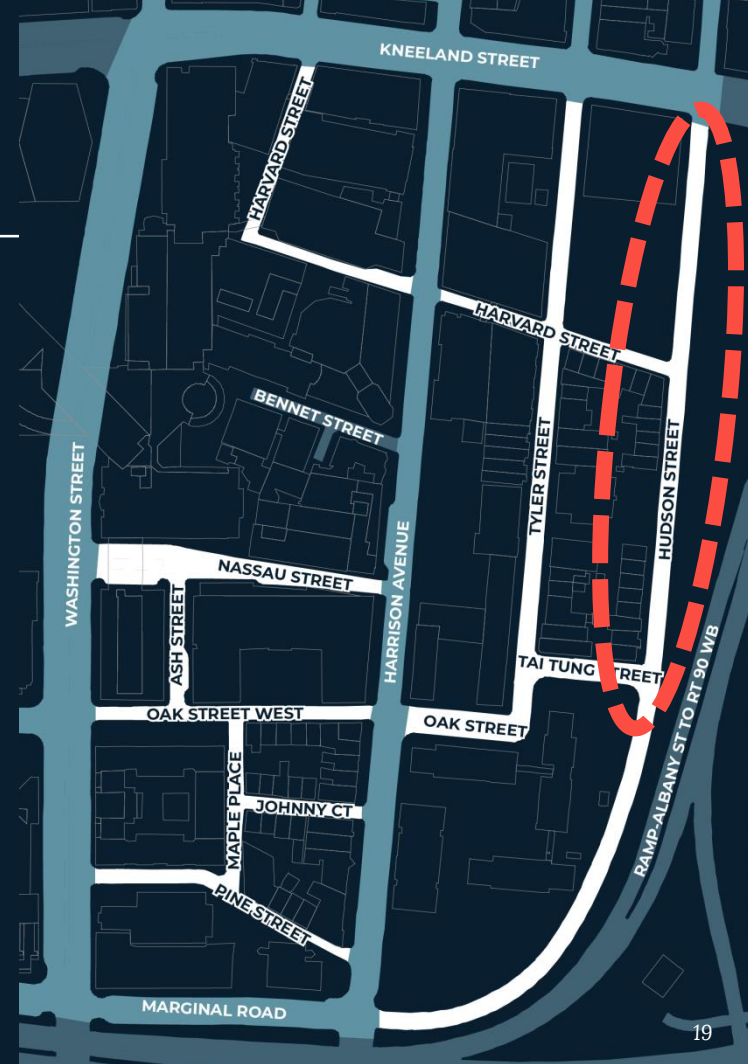 KNEELAND STREET
HARVARD STREET
HARVARD STREET
BENNET STREET
TYLER STREET
HUDSON STREET
WASHINGTON STREET
HARRISON AVENUE
NASSAU STREET
ASH STREET
TAI TUNG STREET
OAK STREET WEST
OAK STREET
RAMP-ALBANY ST TO RT 90 WB
MAPLE PLACE
JOHNNY CT
PINE STREET
MARGINAL ROAD
19